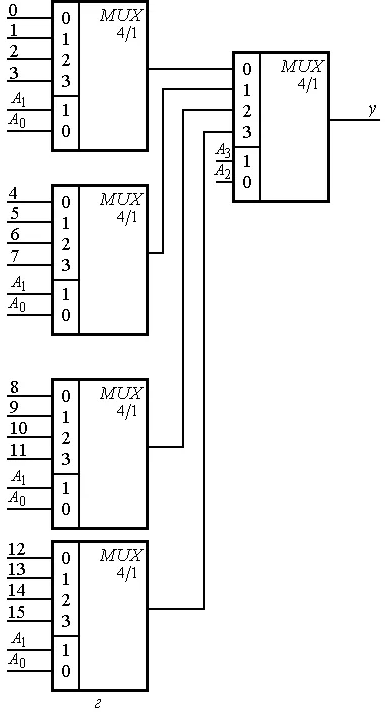 0 0 MUX
1 1 4/1
2 2
3 3
A1 1
A0 0
0 MUX
1 4/1
2
3
A3 1
A2 0
y
4 0 MUX
5 1 4/1
6 2
7 3
A1 1
A0 0
8 0 MUX
9 1 4/1
10 2
11 3
A1 1
A0 0
12 0 MUX
13 1 4/1
14 2
15 3
A1 1
A0 0
г